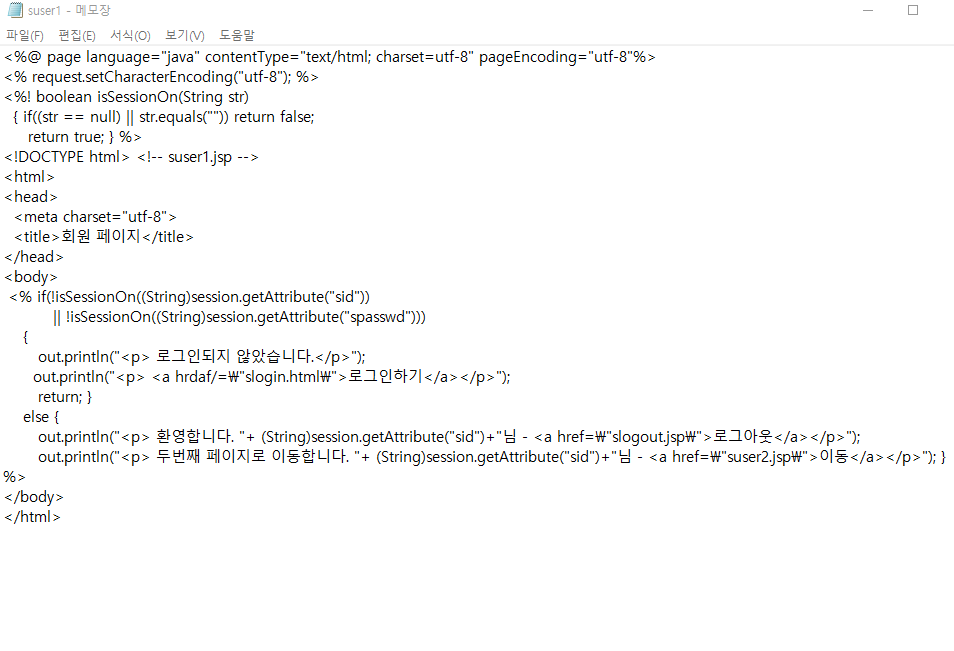 suser1 - 메모장
파일(F) 편집(E) 서식(O) 보기(V) 도움말
<%@ page language="java" contentType="text/html; charset=utf-8" pageEncoding="utf-8"%>
<% request.setCharacterEncoding("utf-8"); %>
<%! boolean isSessionOn(String str)
{ if((str == null) || str.equals("")) return false;
return true; } %>
<!DOCTYPE html> <!-- suser1.jsp -->
<html>
<head>
<meta charset="utf-8">
<title>회원 페이지</title>
</head>
<body>
<% if(!isSessionOn((String)session.getAttribute("sid"))
|| !isSessionOn((String)session.getAttribute("spasswd")))
{
out.println("<p> 로그인되지 않았습니다.</p>");
out.println("<p> <a hrdaf/=₩"slogin.html₩">로그인하기</a></p>");
return; }
else {
out.println("<p> 환영합니다. "+ (String)session.getAttribute("sid")+"님 - <a href=₩"slogout.jsp₩">로그아웃</a></p>");
out.println("<p> 두번째 페이지로 이동합니다. "+ (String)session.getAttribute("sid")+"님 - <a href=₩"suser2.jsp₩">이동</a></p>"); }
%>
</body>
</html>